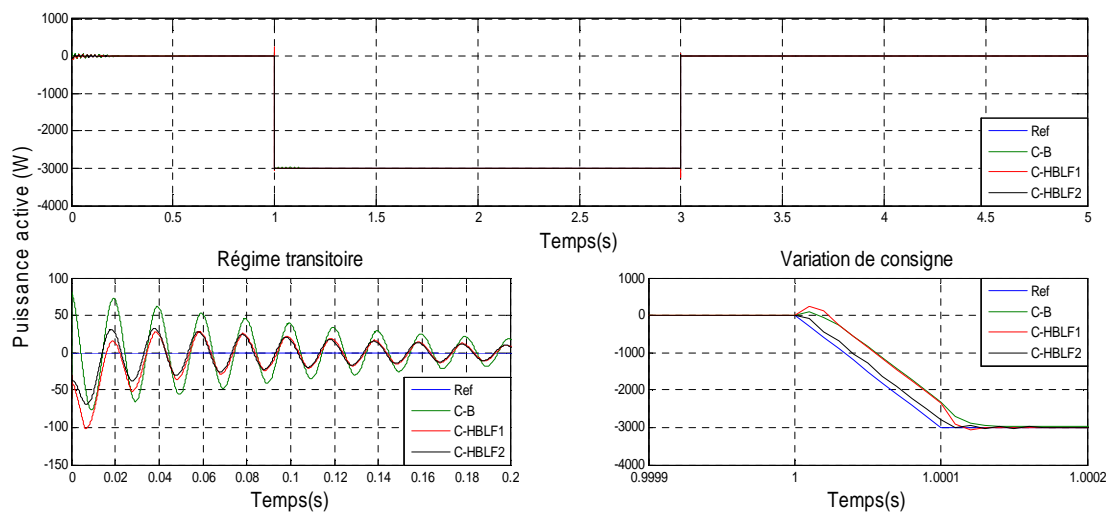 1000
0
-1000
-2000
-3000
-4000
0 0.5 1 1.5 2 2.5 3 3.5 4 4.5 5
Temps(s)
Puissance active (W)
Ref
C-B
C-HBLF1
C-HBLF2
Régime transitoire
100
50
0
-50
-100
-150
0 0.02 0.04 0.06 0.08 0.1 0.12 0.14 0.16 0.18 0.2
Temps(s)
Ref
C-B
C-HBLF1
C-HBLF2
Variation de consigne
1000
0
-1000
-2000
-3000
-4000
0.9999 1 1.0001 1.0002
Temps(s)
Ref
C-B
C-HBLF1
C-HBLF2